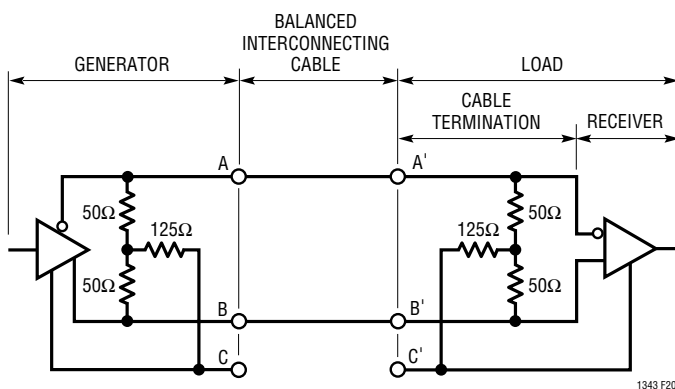 BALANCED
INTERCONNECTING
CABLE
GENERATOR
LOAD
CABLE
TERMINATION
RECEIVER
A
A'
50Ω
125Ω
50Ω
125Ω
50Ω
50Ω
B
B'
C
C'
1343 F20